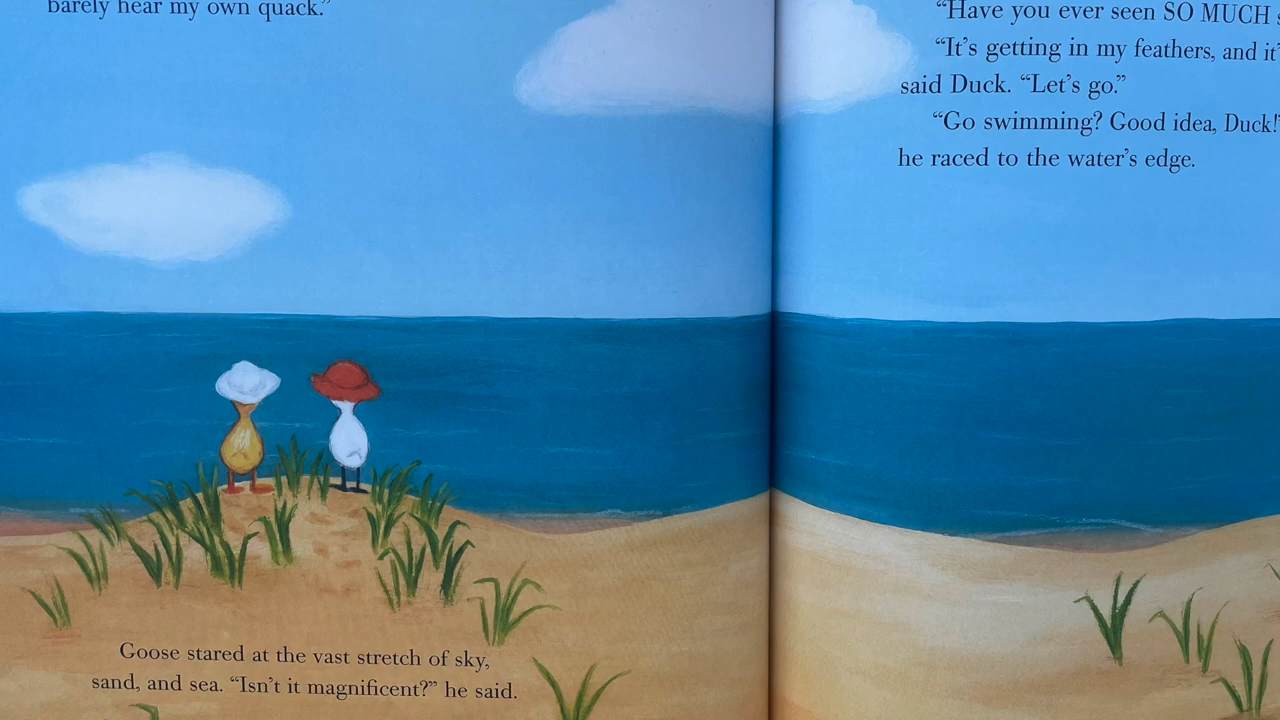 barely hear my own quack.”
Goose stared at the vast stretch of sky,
sand, and sea. “Isn’t it magnificent?” he said.
“Have you ever seen SO MUCH
“It’s getting in my feathers, and it’
said Duck. “Let’s go.”
“Go swimming? Good idea, Duck!”
he raced to the water’s edge.